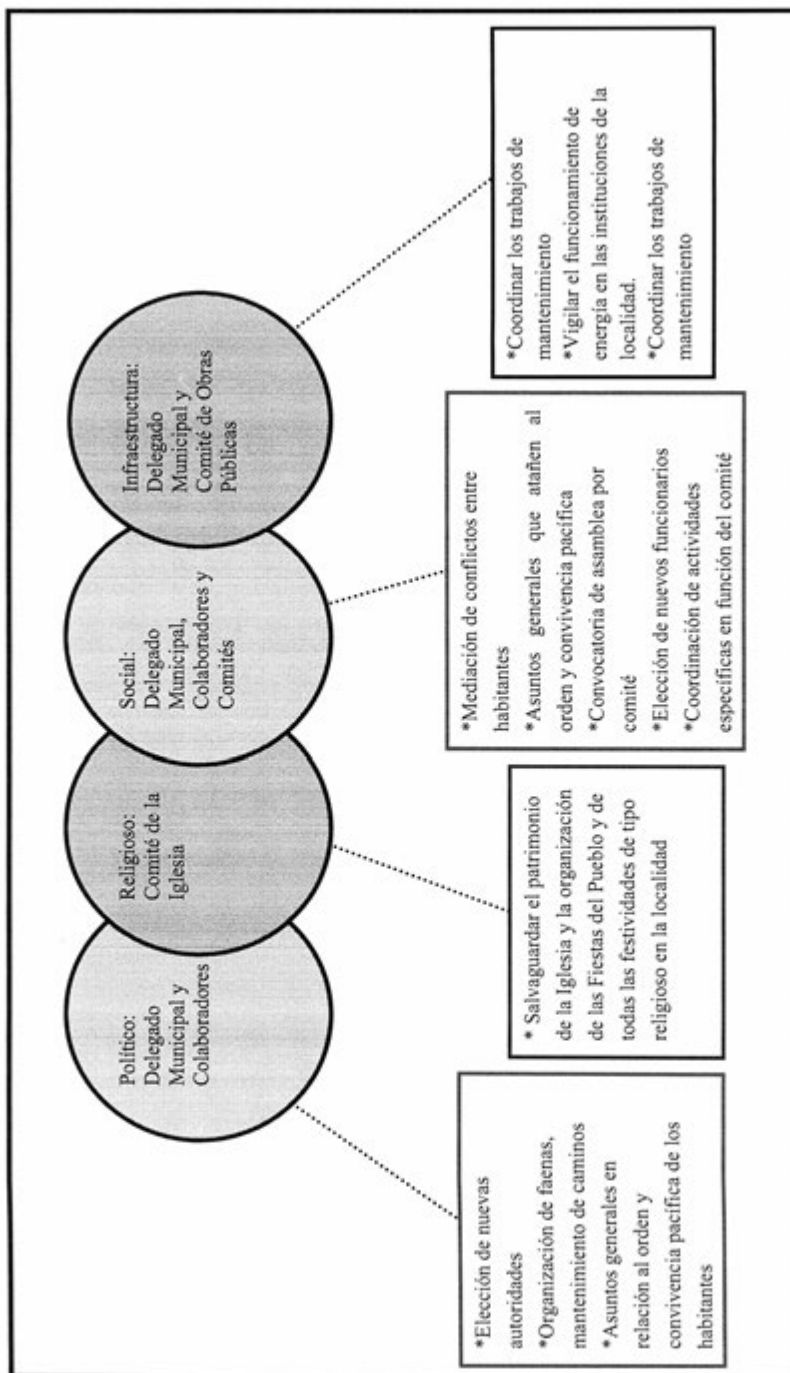 Político:
Delegado
Municipal y
Colaboradores
Religioso:
Comité de la
Iglesia
Social:
Delegado
Municipal,
Colaboradores y
Comités
Infraestructura:
Delegado
Municipal y
Comité de Obras
Públicas
*Elección de nuevas
autoridades
*Organización de faenas,
mantenimiento de caminos
*Asuntos generales en
relación al orden y
convivencia pacífica de los
habitantes
* Salvaguardar el patrimonio
de la Iglesia y la organización
de las Fiestas del Pueblo y de
todas las festividades de tipo
religioso en la localidad
*Mediación de conflictos entre
habitantes
*Asuntos generales que atañen al
orden y convivencia pacífica
*Convocatoria de asamblea por
comité
*Elección de nuevos funcionarios
*Coordinación de actividades
específicas en función del comité
*Coordinar los trabajos de
mantenimiento
*Vigilar el funcionamiento de
energía en las instituciones de la
localidad.
*Coordinar los trabajos de
mantenimiento